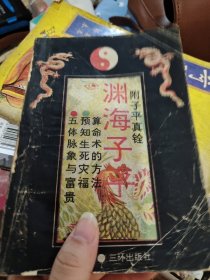 附子平真铨
渊海子平
算命术的方法
预知生死灾福
五体脉象与富贵
三环出版社